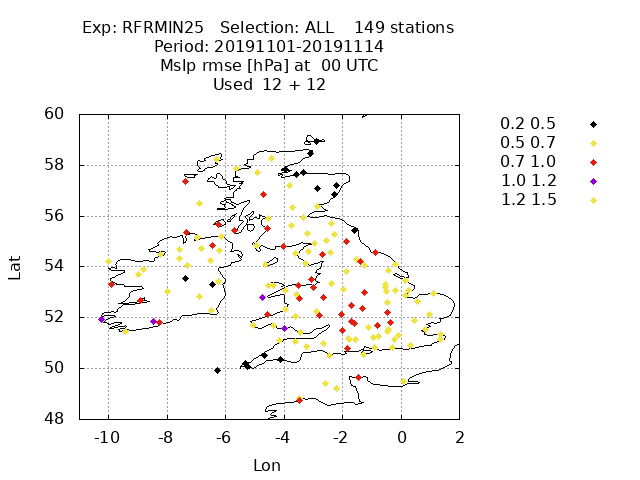 Exp: RFRMIN25   Selection: ALL    149 stations
Period: 20191101-20191114
Mslp rmse [hPa] at  00 UTC
Used  12 + 12
60
58
56
54
52
50
48
Lat
-10 -8 -6 -4 -2 0 2
Lon
0.2 0.5
0.5 0.7
0.7 1.0
1.0 1.2
1.2 1.5